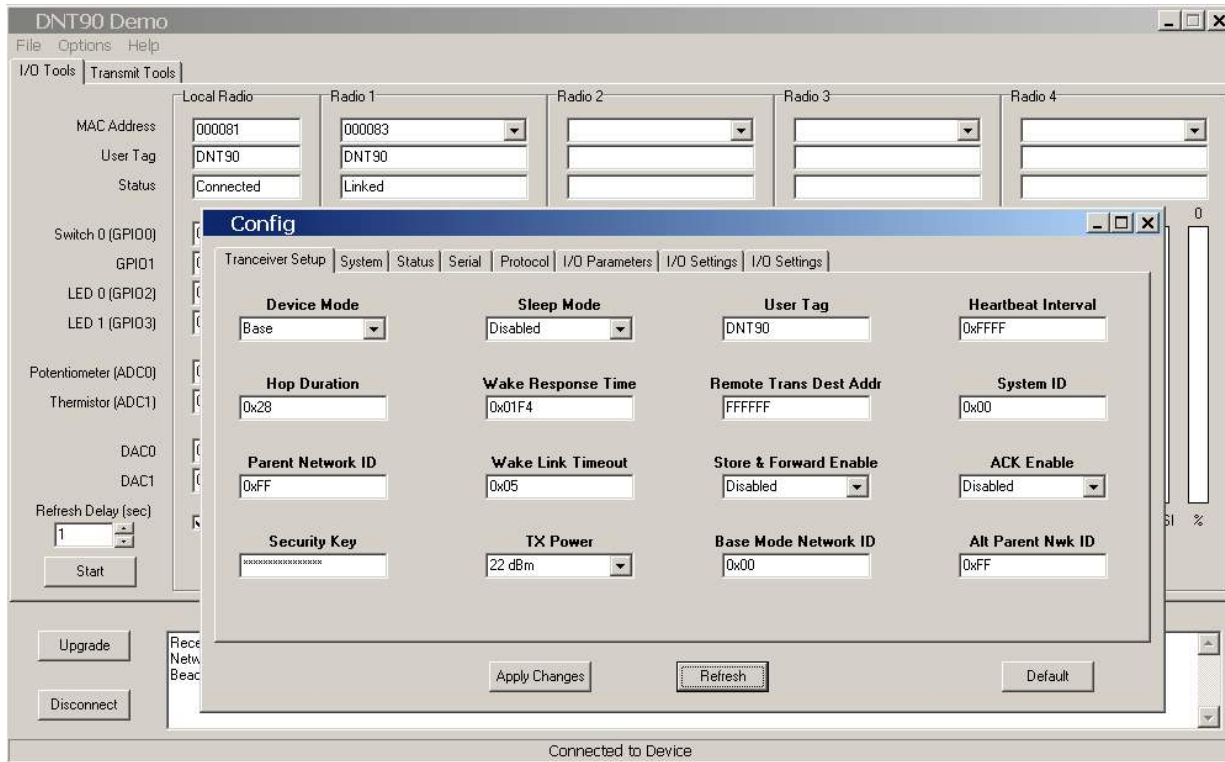 DNT90 Demo
File Options Help
I/O Tools Transmit Tools
Local Radio Radio 1 Radio 2 Radio 3 Radio 4
MAC Address 000081 000083
User Tag DNT90 DNT90
Status Connected Linked
0
Switch 0 (GPIO0)
GPIO1
LED 0 (GPIO2)
LED 1 (GPIO3)
Potentiometer (ADC0)
Thermistor (ADC1)
DAC0
DAC1
Refresh Delay (sec)
1
%
Start
Config
Tranceiver Setup System Status Serial Protocol I/O Parameters I/O Settings I/O Settings
Device Mode Sleep Mode User Tag Heartbeat Interval
Base Disabled DNT90 0xFFFF
Hop Duration Wake Response Time Remote Trans Dest Addr System ID
0x28 0x01F4 FFFFFF 0x00
Parent Network ID Wake Link Timeout Store & Forward Enable ACK Enable
0xFF 0x05 Disabled Disabled
Security Key TX Power Base Mode Network ID Alt Parent Nwk ID
**************** 22 dBm 0x00 0xFF
Apply Changes Refresh Default
Upgrade
Disconnect
Rece
Netw
Beac
Connected to Device